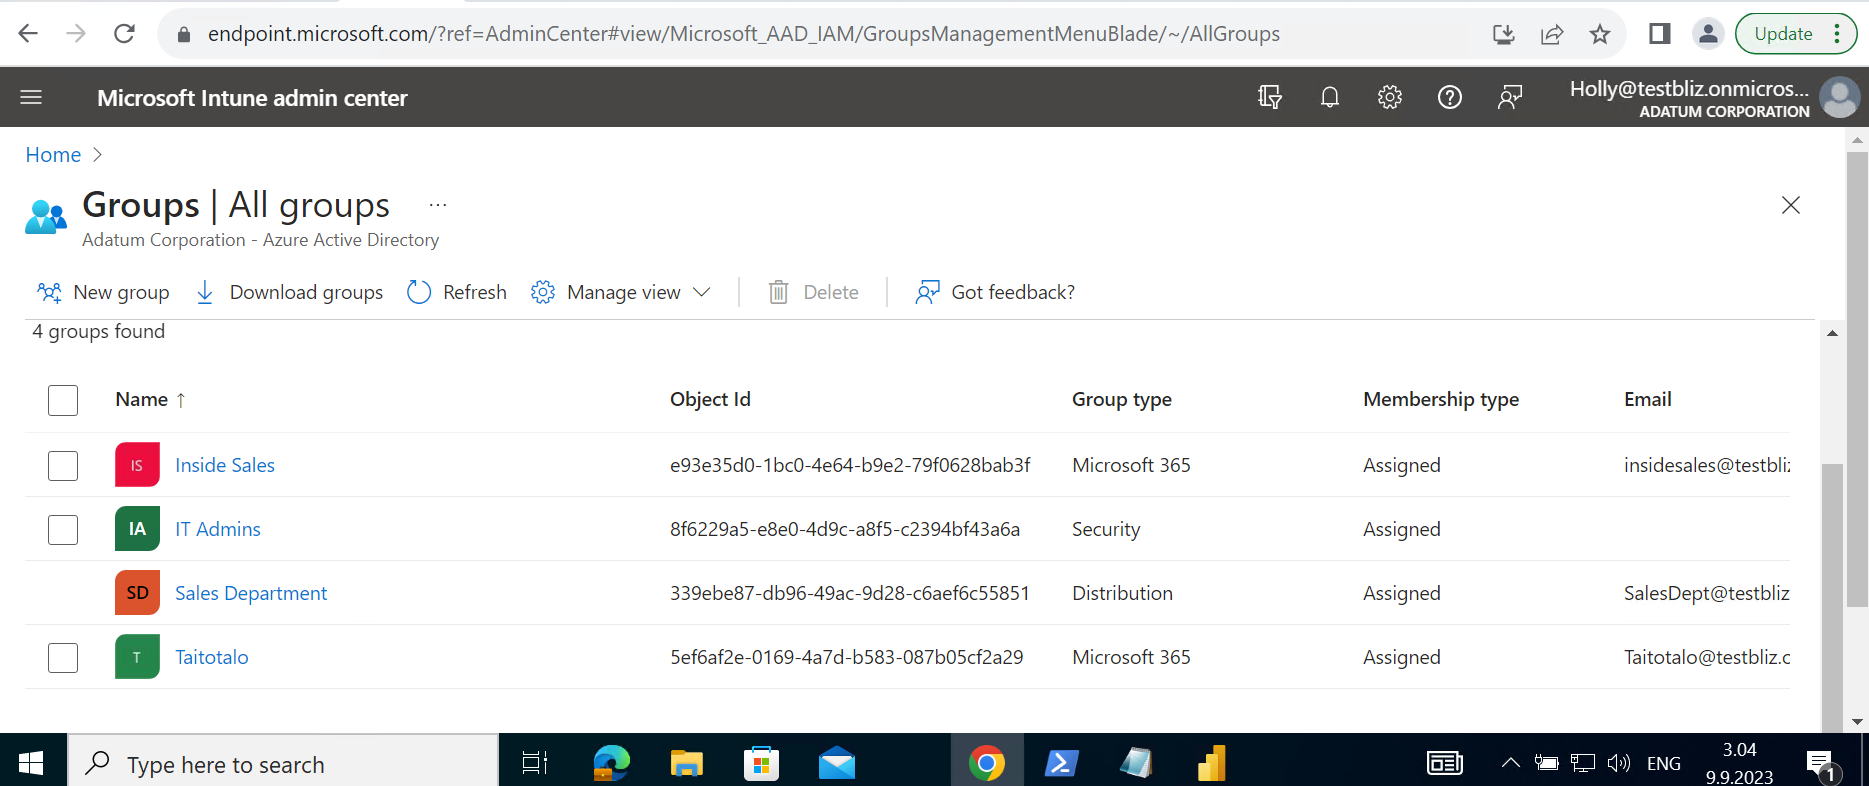 endpoint.microsoft.com/?ref=AdminCenter#view/Microsoft_AAD_IAM/GroupsManagementMenuBlade/~/AllGroups
Update
Microsoft Intune admin center
Holly@testbliz.onmicros...
ADATUM CORPORATION
Home
Groups | All groups ...
Adatum Corporation - Azure Active Directory
New group Download groups Refresh Manage view Delete Got feedback?
4 groups found
Name ↑ Object Id Group type Membership type Email
IS Inside Sales e93e35d0-1bc0-4e64-b9e2-79f0628bab3f Microsoft 365 Assigned insidesales@testbliz
IA IT Admins 8f6229a5-e8e0-4d9c-a8f5-c2394bf43a6a Security Assigned
SD Sales Department 339ebe87-db96-49ac-9d28-c6aef6c55851 Distribution Assigned SalesDept@testbliz
T Taitotalo 5ef6af2e-0169-4a7d-b583-087b05cf2a29 Microsoft 365 Assigned Taitotalo@testbliz.c
Type here to search
ENG
3.04
9.9.2023
1